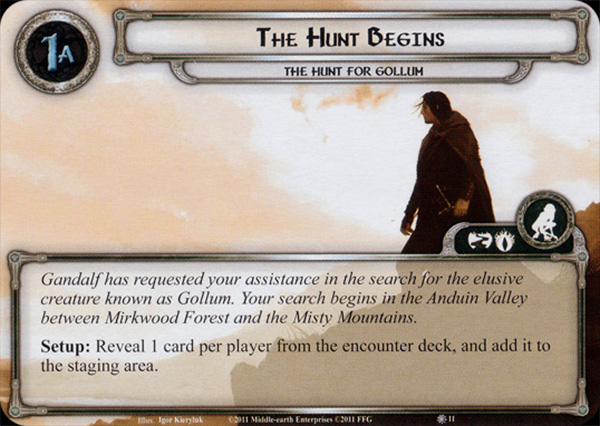 1A
THE HUNT BEGINS
THE HUNT FOR GOLLUM
Gandalf has requested your assistance in the search for the elusive
creature known as Gollum. Your search begins in the Anduin Valley
between Mirkwood Forest and the Misty Mountains.
Setup: Reveal 1 card per player from the encounter deck, and add it to
the staging area.
Illus. Igor Kieryluk ©2011 Middle-earth Enterprises ©2011 FFG 11